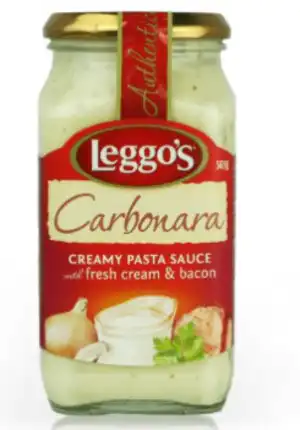 Authentic
Leggo's
Carbonara
CREAMY PASTA SAUCE
with fresh cream & bacon